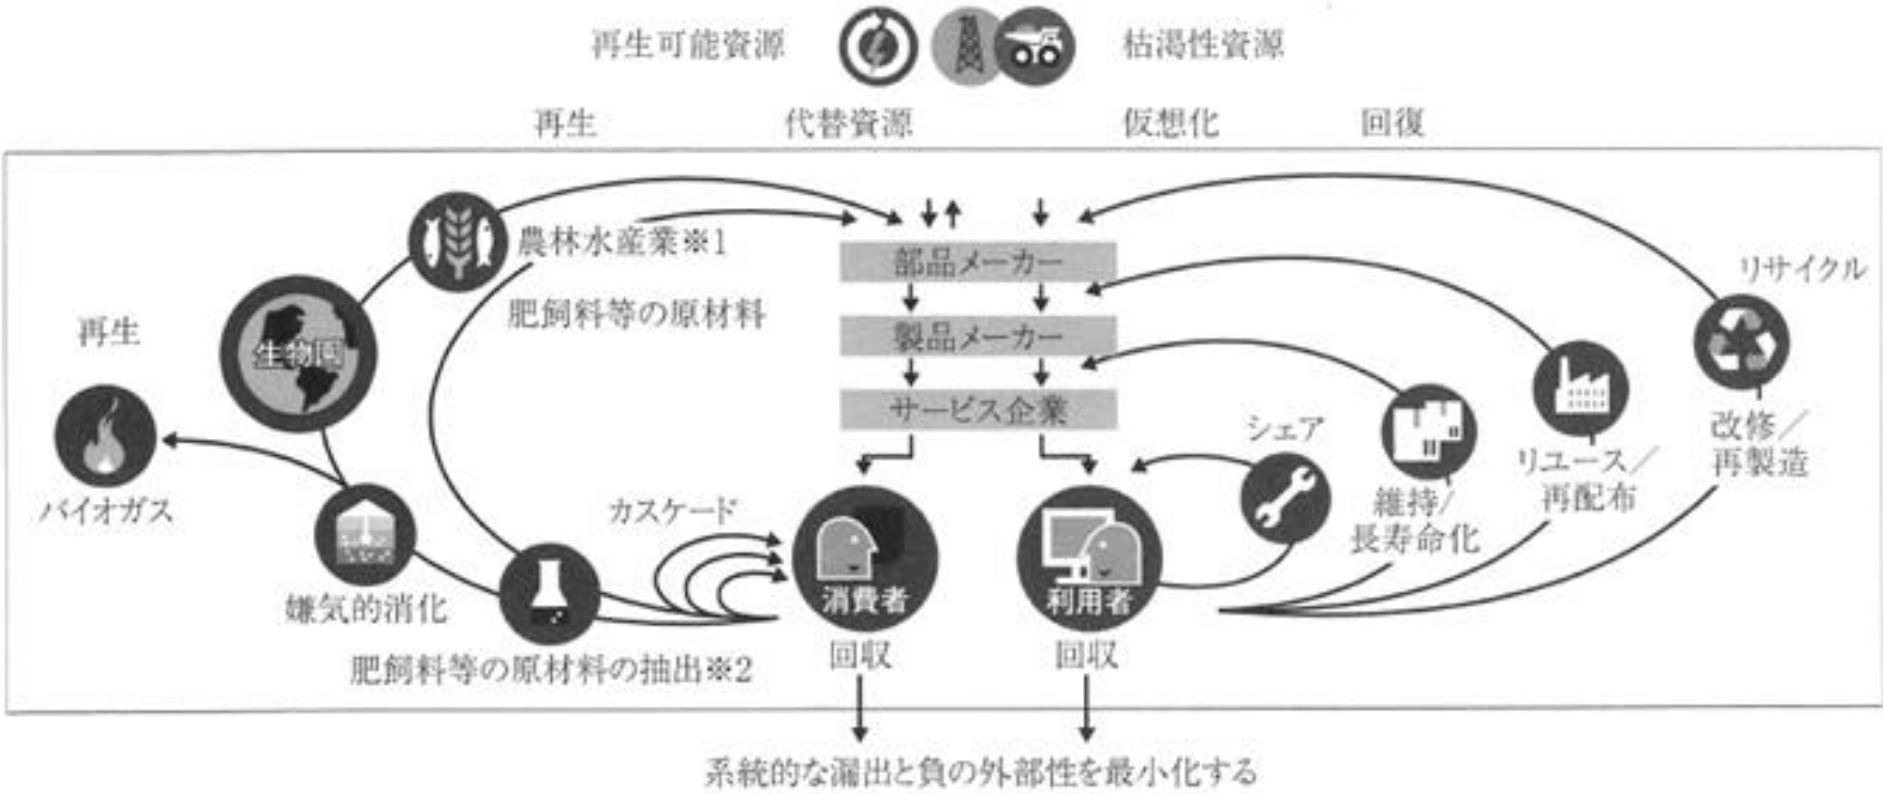 再生可能資源
枯渇性資源
再生
代替資源
仮想化
回復
農林水産業※1
肥飼料等の原材料
部品メーカー
製品メーカー
サービス企業
リサイクル
再生
生物圏
バイオガス
嫌気的消化
肥飼料等の原材料の抽出※2
カスケード
消費者
回収
利用者
回収
シェア
維持/
長寿命化
リユース/
再配布
改修/
再製造
系統的な漏出と負の外部性を最小化する